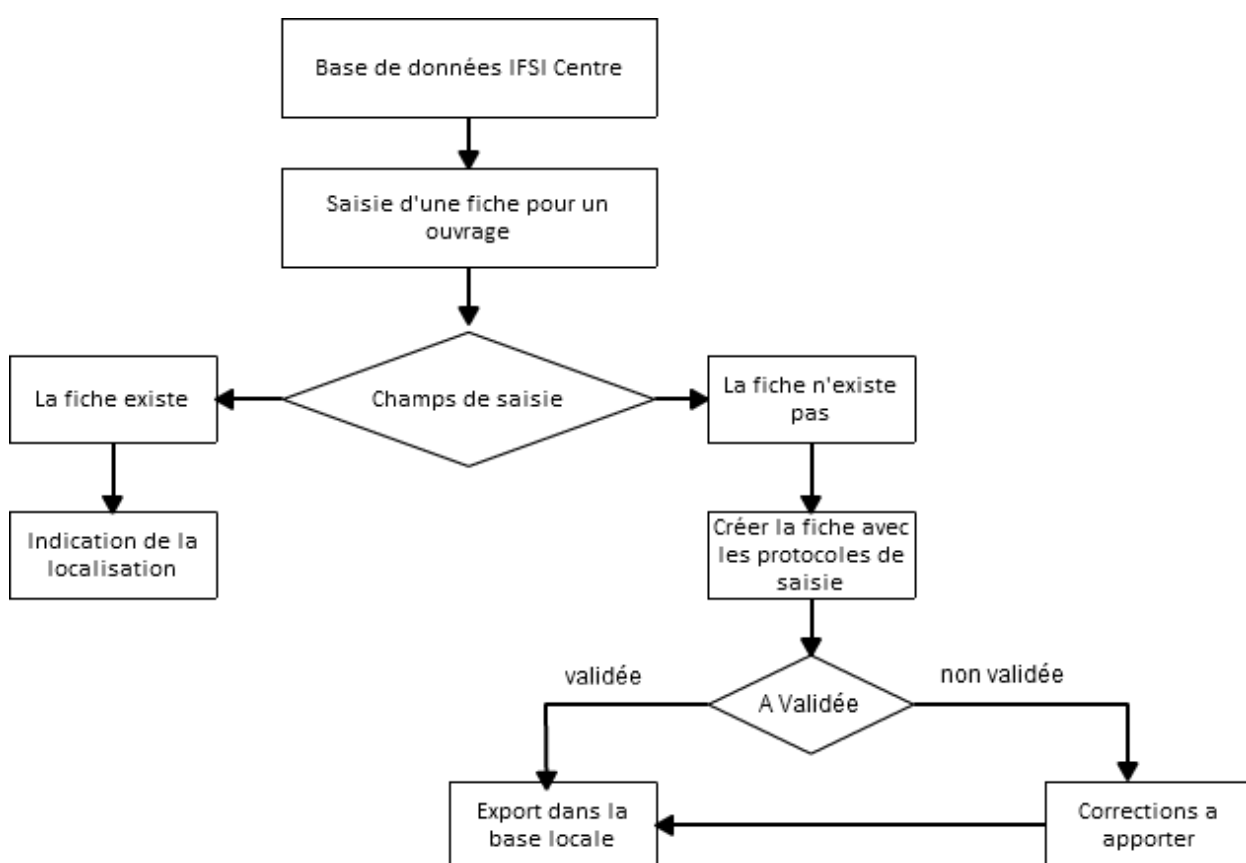 Base de données IFSI Centre
Saisie d'une fiche pour un
ouvrage
La fiche existe
Champs de saisie
La fiche n'existe
pas
Indication de la
localisation
Créer la fiche avec
les protocoles de
saisie
validée
non validée
A Validée
Export dans la
base locale
Corrections a
apporter